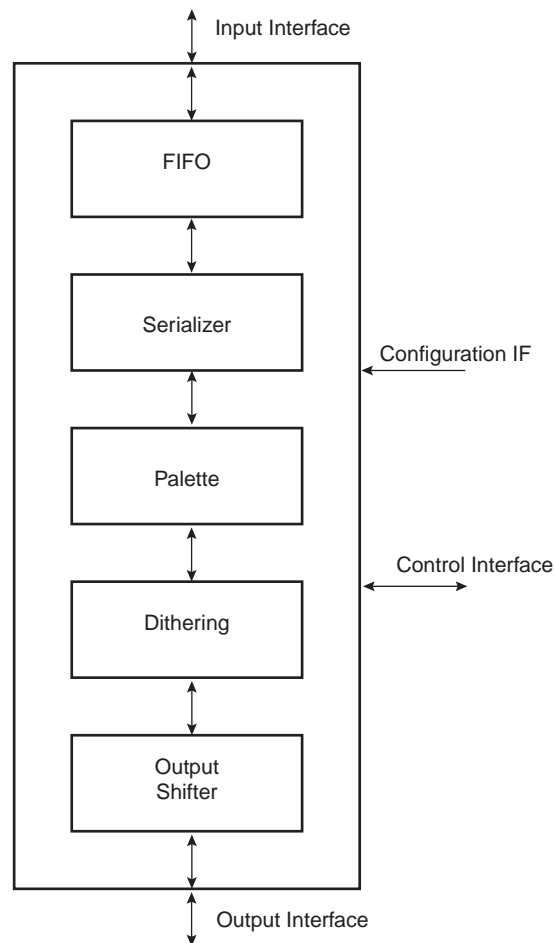 Input Interface
FIFO
Serializer
Configuration IF
Palette
Control Interface
Dithering
Output
Shifter
Output Interface